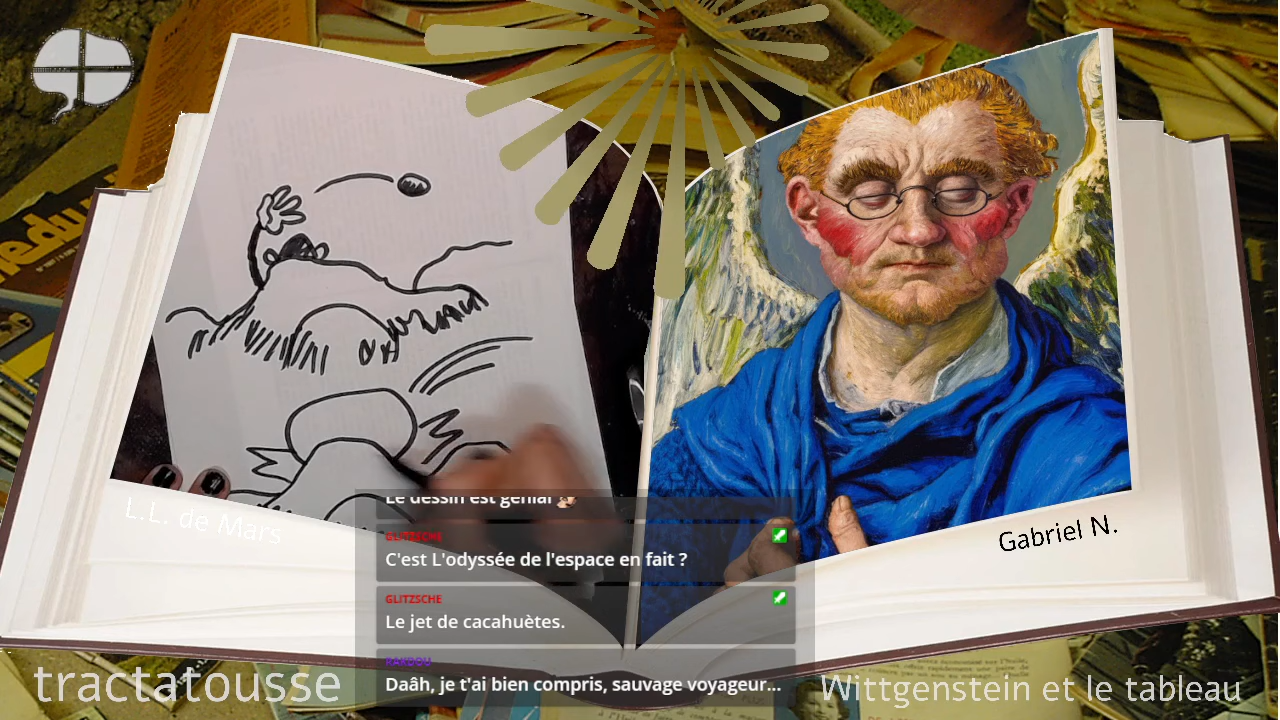 L.L. de Mars
Gabriel N.
Le dessin est génial
GLITZSCHE
C'est L'odyssée de l'espace en fait ?
GLITZSCHE
Le jet de cacahuètes.
Daâh, je t'ai bien compris, sauvage voyageur...
tractatousse
Wittgenstein et le tableau